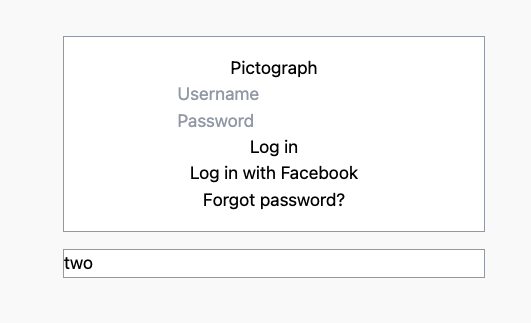 Pictograph
Username
Password
Log in
Log in with Facebook
Forgot password?
two